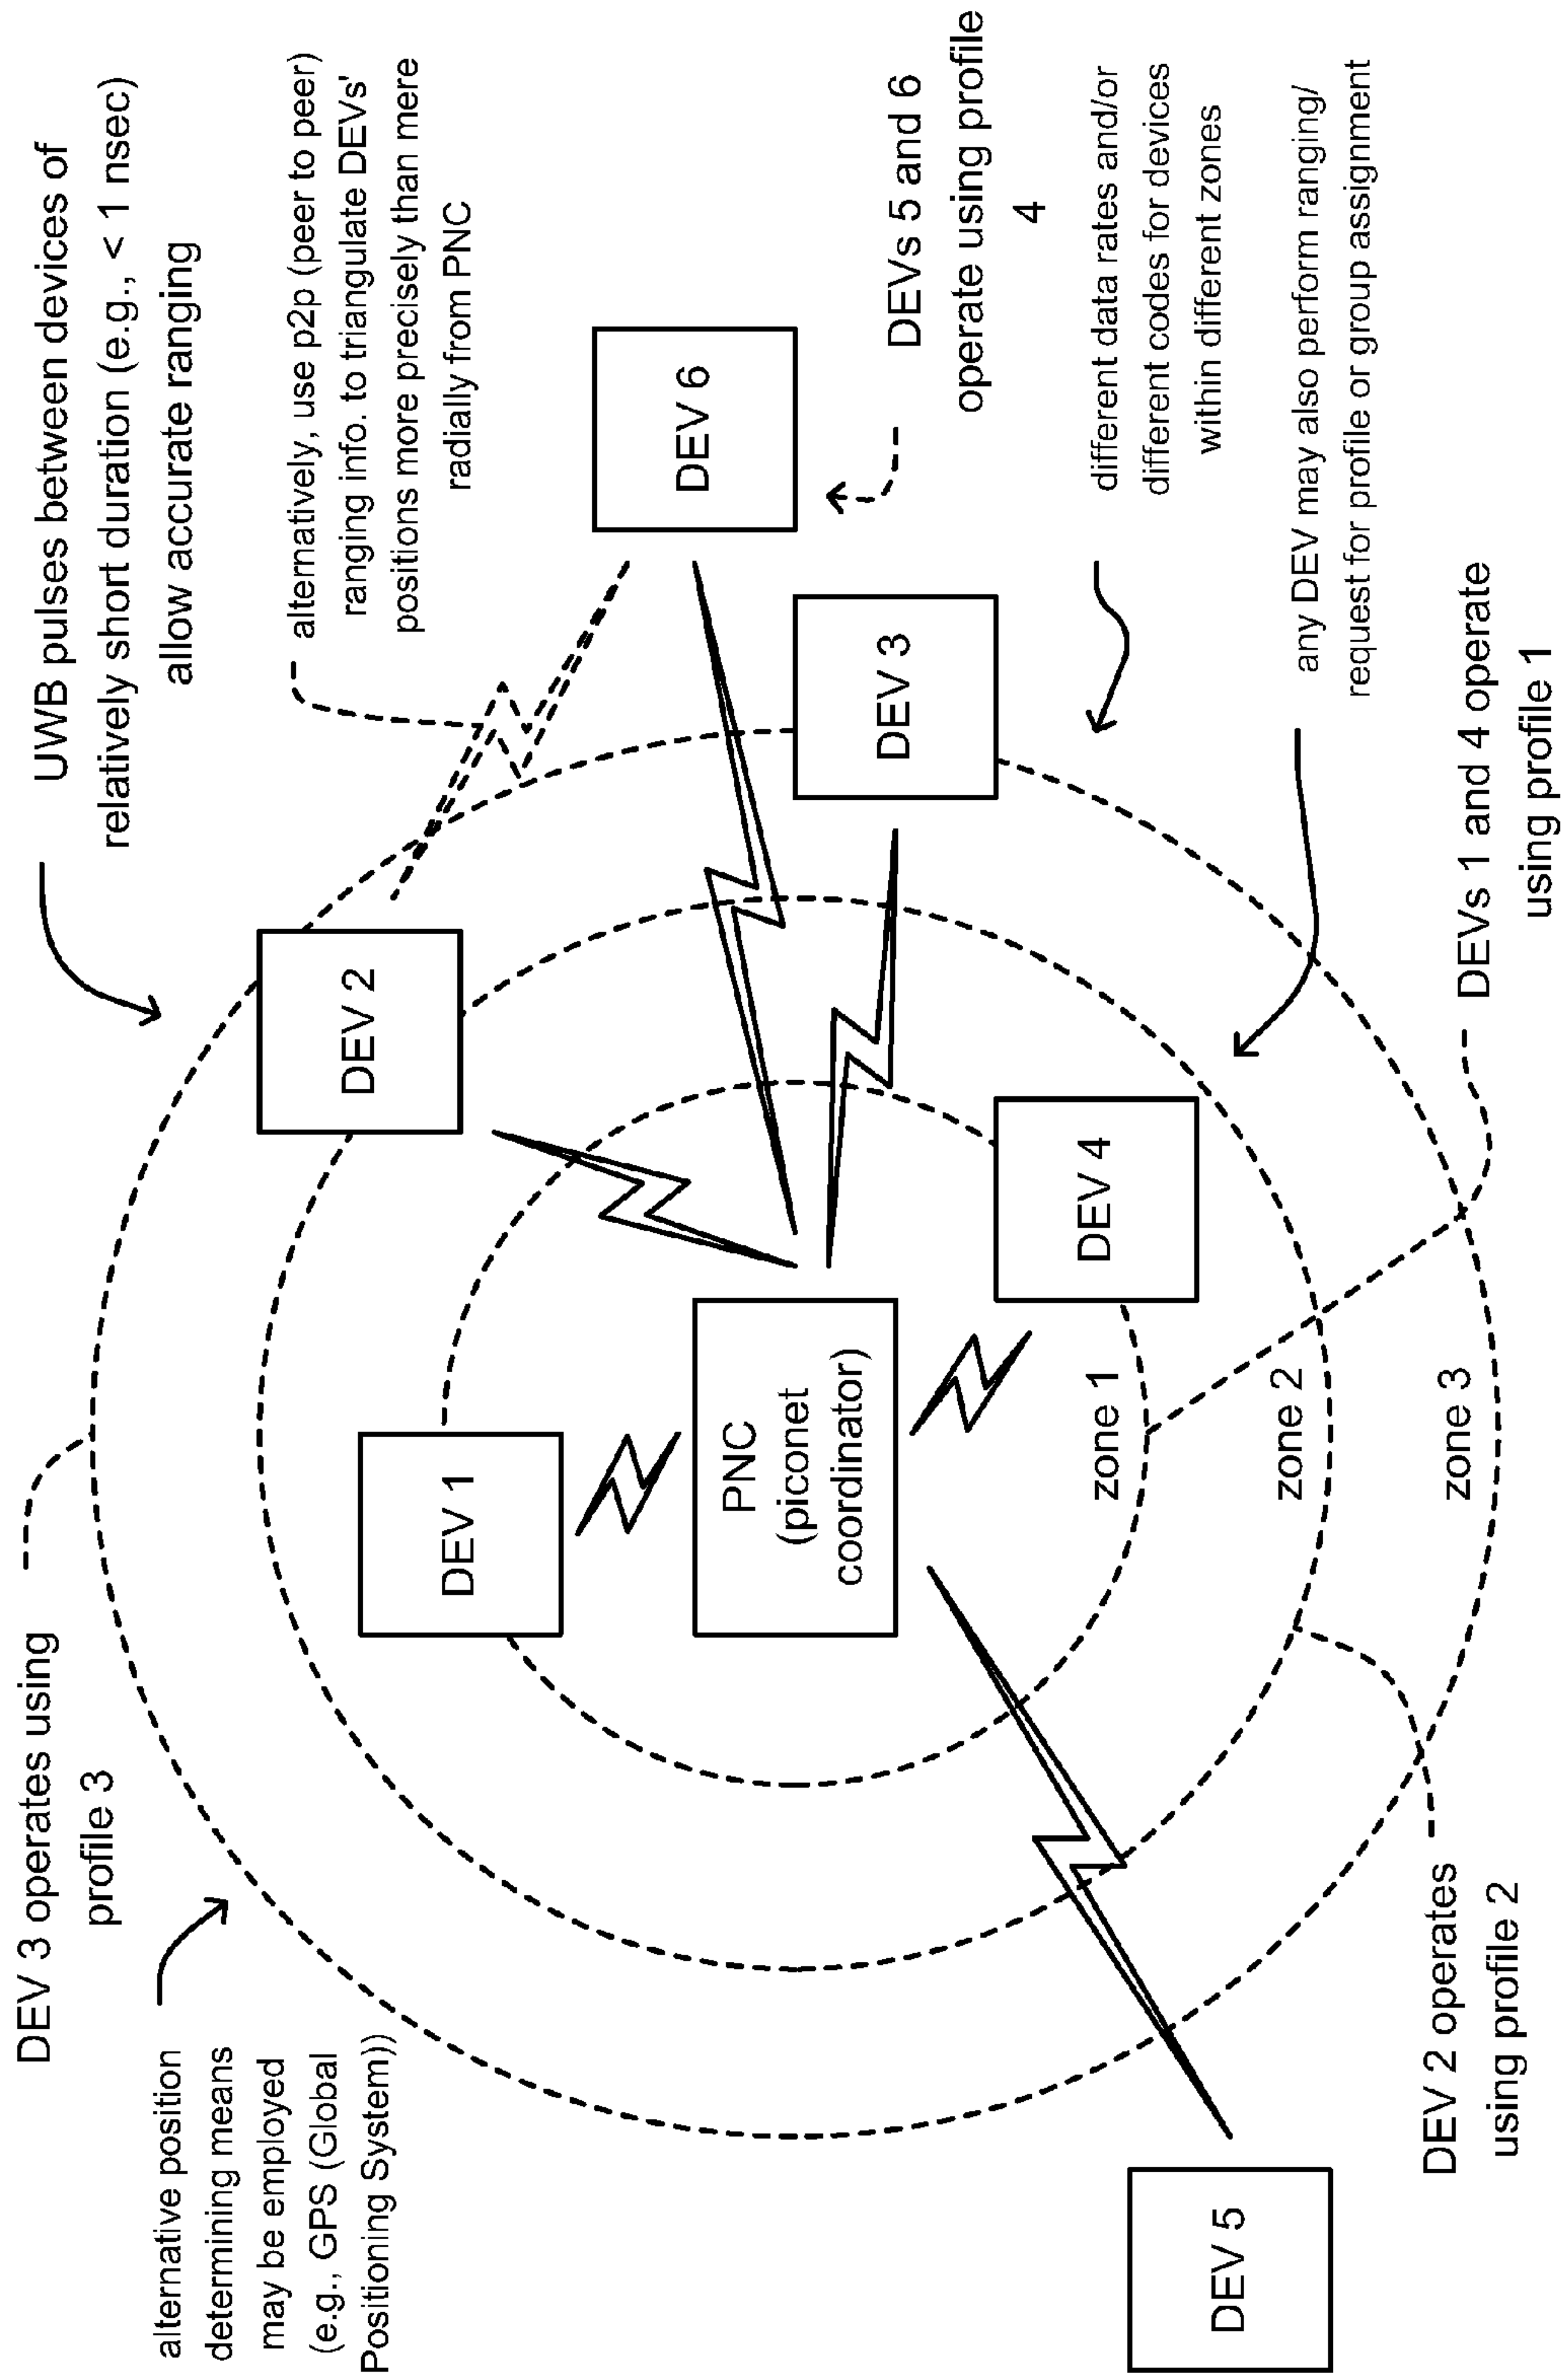 DEV 3 operates using
profile 3
UWB pulses between devices of
relatively short duration (e.g., < 1 nsec)
allow accurate ranging
alternative position
determining means
may be employed
(e.g., GPS (Global
Positioning System))
alternatively, use p2p (peer to peer)
ranging info. to triangulate DEVs'
positions more precisely than mere
radially from PNC
DEV 2
DEV 1
DEV 6
PNC
(piconet
coordinator)
DEV 3
DEVs 5 and 6
operate using profile
4
DEV 4
different data rates and/or
different codes for devices
within different zones
zone 1
zone 2
zone 3
DEV 5
any DEV may also perform ranging/
request for profile or group assignment
DEV 2 operates
using profile 2
DEVs 1 and 4 operate
using profile 1